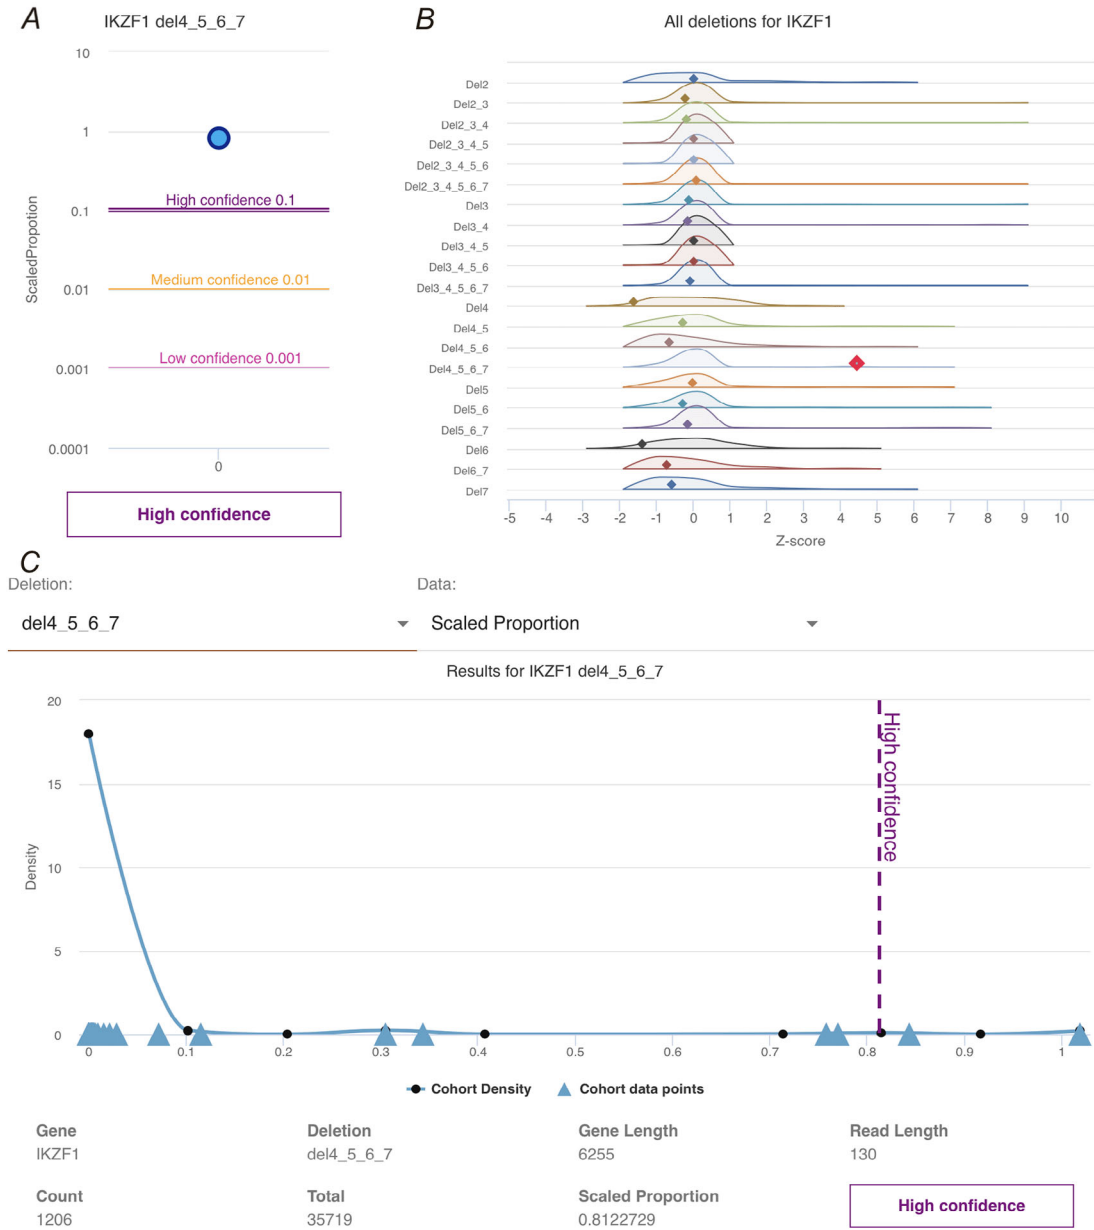 A
IKZF1 del4_5_6_7
10
1
High confidence 0.1
0.1
Medium confidence 0.01
0.01
Low confidence 0.001
0.001
0.0001
0
ScaledProportion
High confidence
B
All deletions for IKZF1
Del2
Del2_3
Del2_3_4
Del2_3_4_5
Del2_3_4_5_6
Del2_3_4_5_6_7
Del3
Del3_4
Del3_4_5
Del3_4_5_6
Del3_4_5_6_7
Del4
Del4_5
Del4_5_6
Del4_5_6_7
Del5
Del5_6
Del5_6_7
Del6
Del6_7
Del7
-5 -4 -3 -2 -1 0 1 2 3 4 5 6 7 8 9 10
Z-score
C
Deletion: Data:
del4_5_6_7 Scaled Proportion
Results for IKZF1 del4_5_6_7
20
15
10
5
0
Density
High confidence
0 0.1 0.2 0.3 0.4 0.5 0.6 0.7 0.8 0.9 1
Cohort Density Cohort data points
Gene Deletion Gene Length Read Length
IKZF1 del4_5_6_7 6255 130
Count Total Scaled Proportion
1206 35719 0.8122729
High confidence